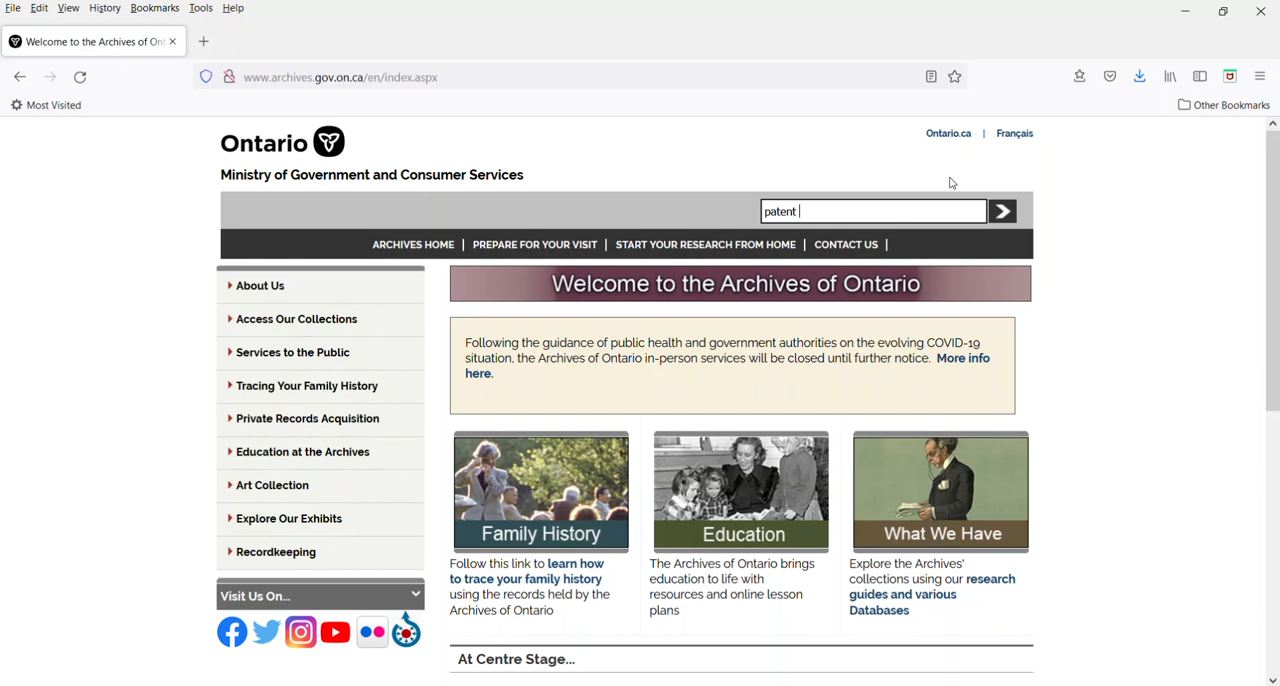 File Edit View History Bookmarks Tools Help
Welcome to the Archives of Ont
www.archives.gov.on.ca/en/index.aspx
Most Visited
Other Bookmarks
Ontario
Ontario.ca | Français
Ministry of Government and Consumer Services
patent
ARCHIVES HOME | PREPARE FOR YOUR VISIT | START YOUR RESEARCH FROM HOME | CONTACT US |
About Us
Access Our Collections
Services to the Public
Tracing Your Family History
Private Records Acquisition
Education at the Archives
Art Collection
Explore Our Exhibits
Recordkeeping
Visit Us On...
Welcome to the Archives of Ontario
Following the guidance of public health and government authorities on the evolving COVID-19
situation, the Archives of Ontario in-person services will be closed until further notice. More info
here.
Family History
Follow this link to learn how
to trace your family history
using the records held by the
Archives of Ontario
Education
The Archives of Ontario brings
education to life with
resources and online lesson
plans
What We Have
Explore the Archives'
collections using our research
guides and various
Databases
At Centre Stage...